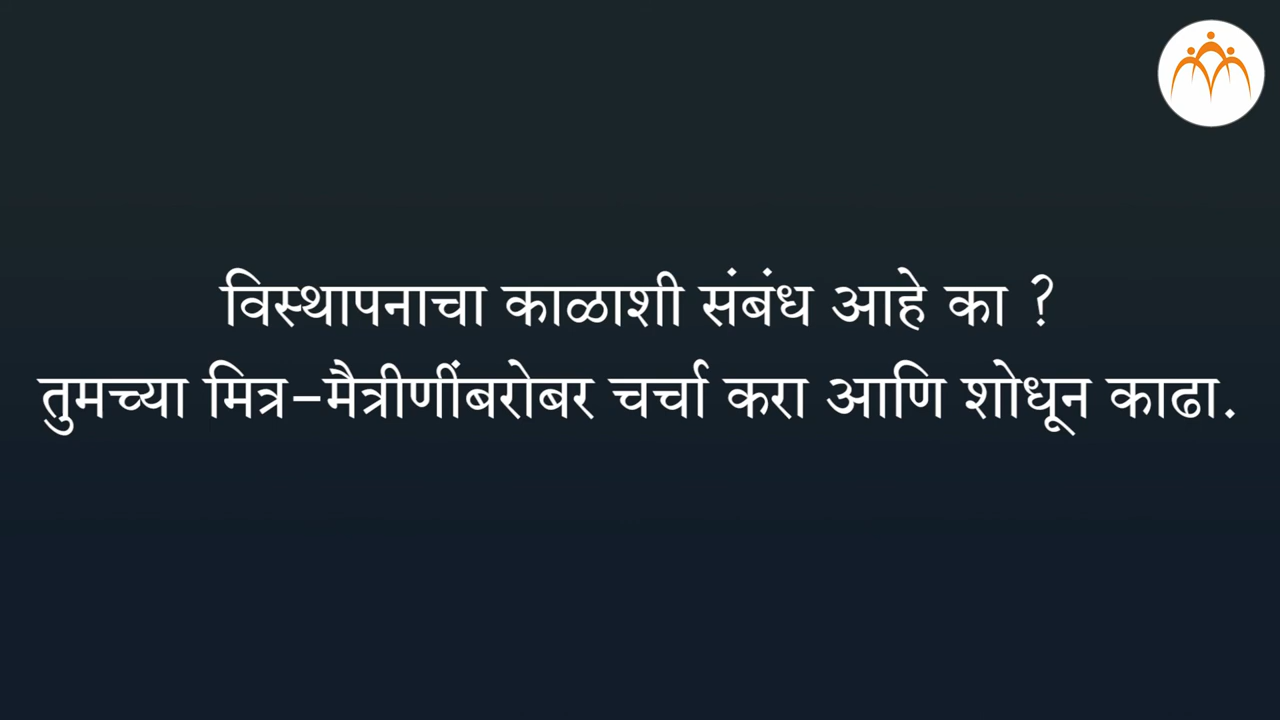 विस्थापनाचा काळाशी संबंध आहे का ?
तुमच्या मित्र-मैत्रीणींबरोबर चर्चा करा आणि शोधून काढा.